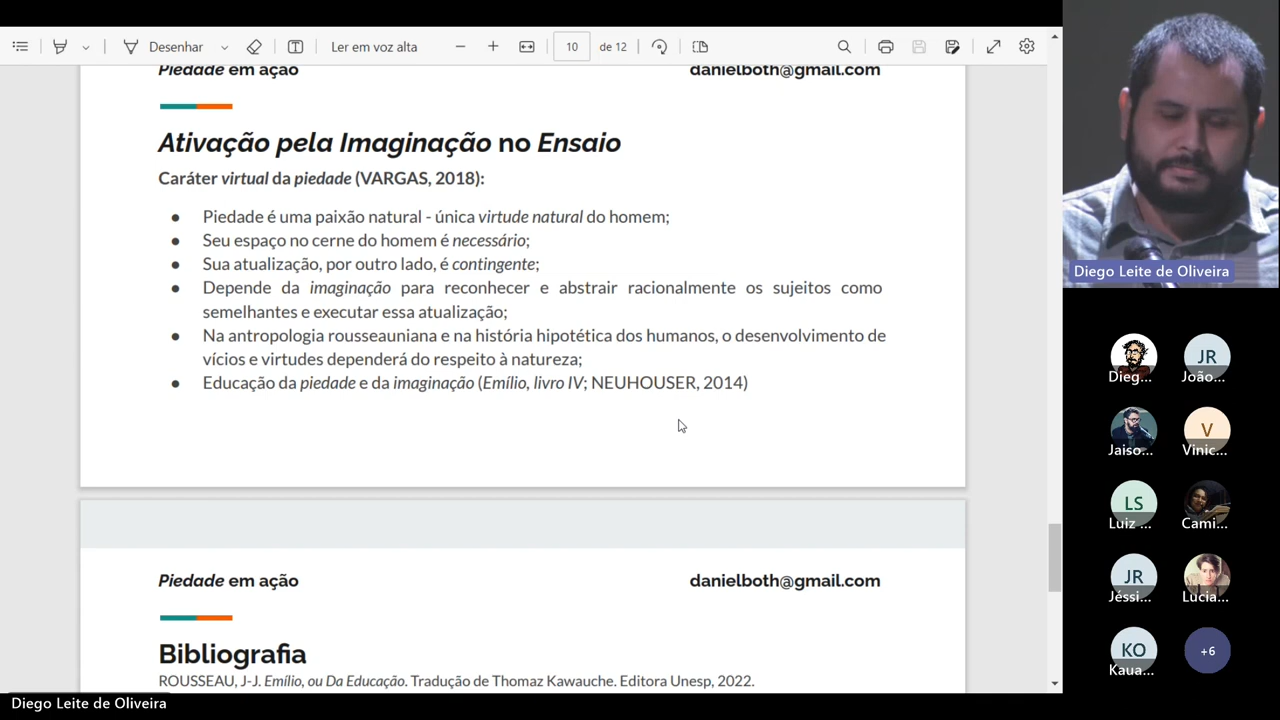 Desenhar
Ler em voz alta
10
de 12
Piedade em ação
danielboth@gmail.com
Ativação pela Imaginação no Ensaio
Caráter virtual da piedade (VARGAS, 2018):
● Piedade é uma paixão natural - única virtude natural do homem;
● Seu espaço no cerne do homem é necessário;
● Sua atualização, por outro lado, é contingente;
● Depende da imaginação para reconhecer e abstrair racionalmente os sujeitos como
semelhantes e executar essa atualização;
● Na antropologia rousseauniana e na história hipotética dos humanos, o desenvolvimento de
vícios e virtudes dependerá do respeito à natureza;
● Educação da piedade e da imaginação (Emílio, livro IV; NEUHOUSER, 2014)
Piedade em ação
danielboth@gmail.com
Bibliografia
ROUSSEAU, J-J. Emílio, ou Da Educação. Tradução de Thomaz Kawauche. Editora Unesp, 2022.
Diego Leite de Oliveira
Dieg...
JR
João...
Jaiso...
V
Vinic...
LS
Luiz ...
Cami...
JR
Jéssi...
Lucia...
KO
Kaua...
+6
Diego Leite de Oliveira